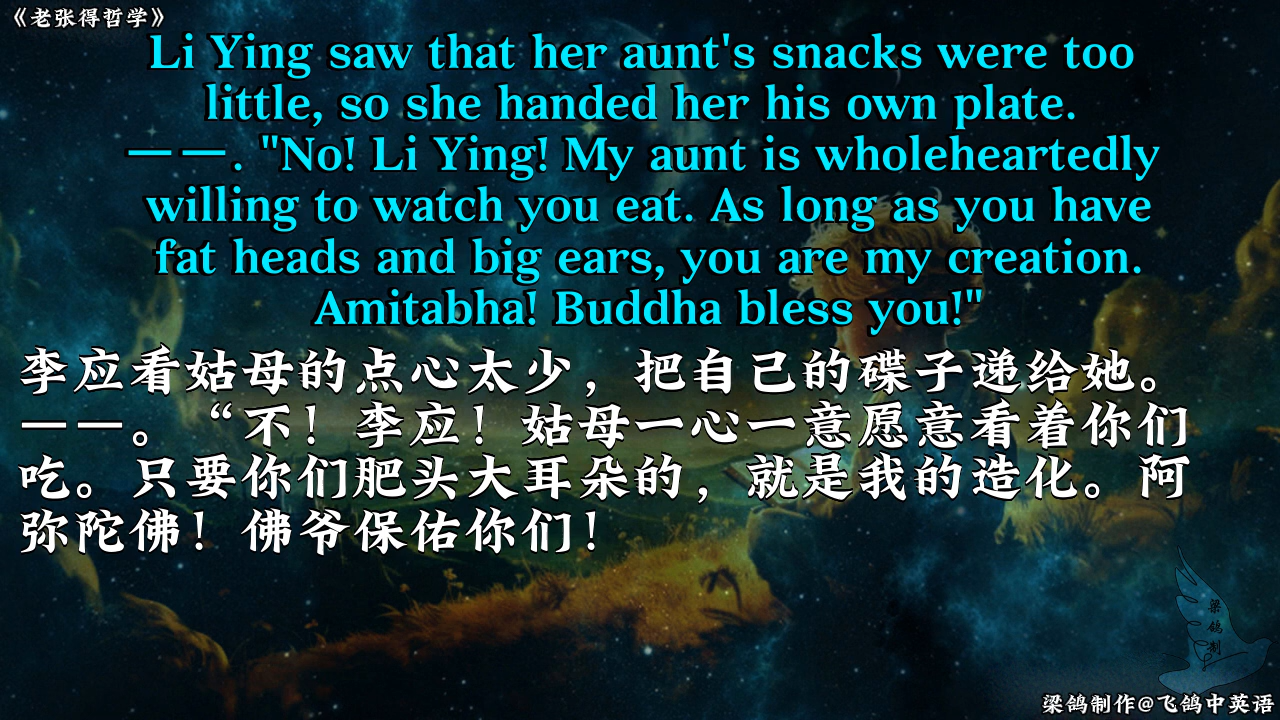 《老张得哲学》
Li Ying saw that her aunt's snacks were too
little, so she handed her his own plate.
——. "No! Li Ying! My aunt is wholeheartedly
willing to watch you eat. As long as you have
fat heads and big ears, you are my creation.
Amitabha! Buddha bless you!"
李应看姑母的点心太少，把自己的碟子递给她。
——。“不！李应！姑母一心一意愿意看着你们
吃。只要你们肥头大耳朵的，就是我的造化。阿
弥陀佛！佛爷保佑你们！
梁鸽制
梁鸽制作@飞鸽中英语